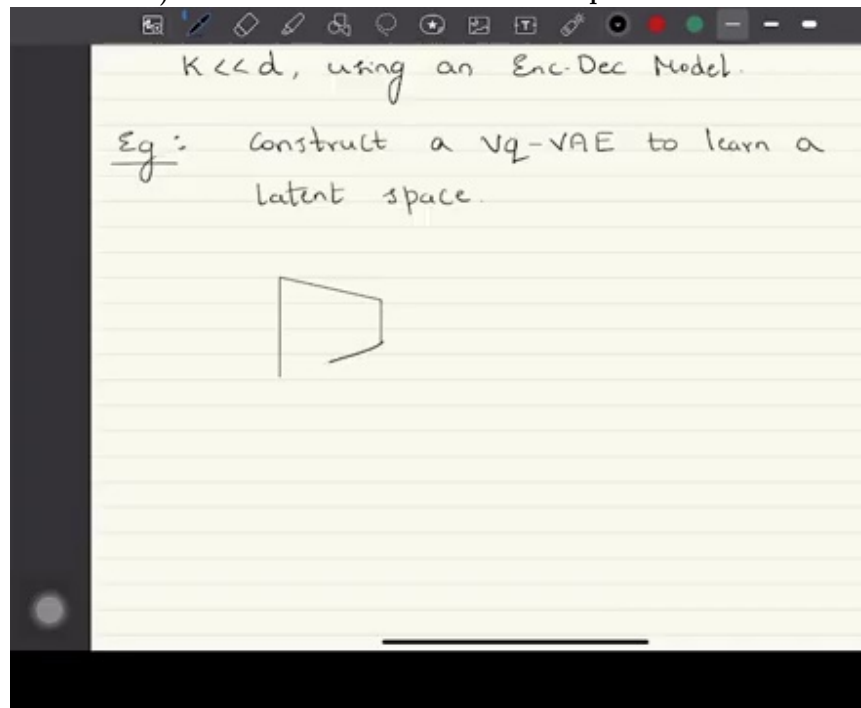 K << d, using an Enc-Dec Model.
Eg: Construct a Vq-VAE to learn a
latent space.